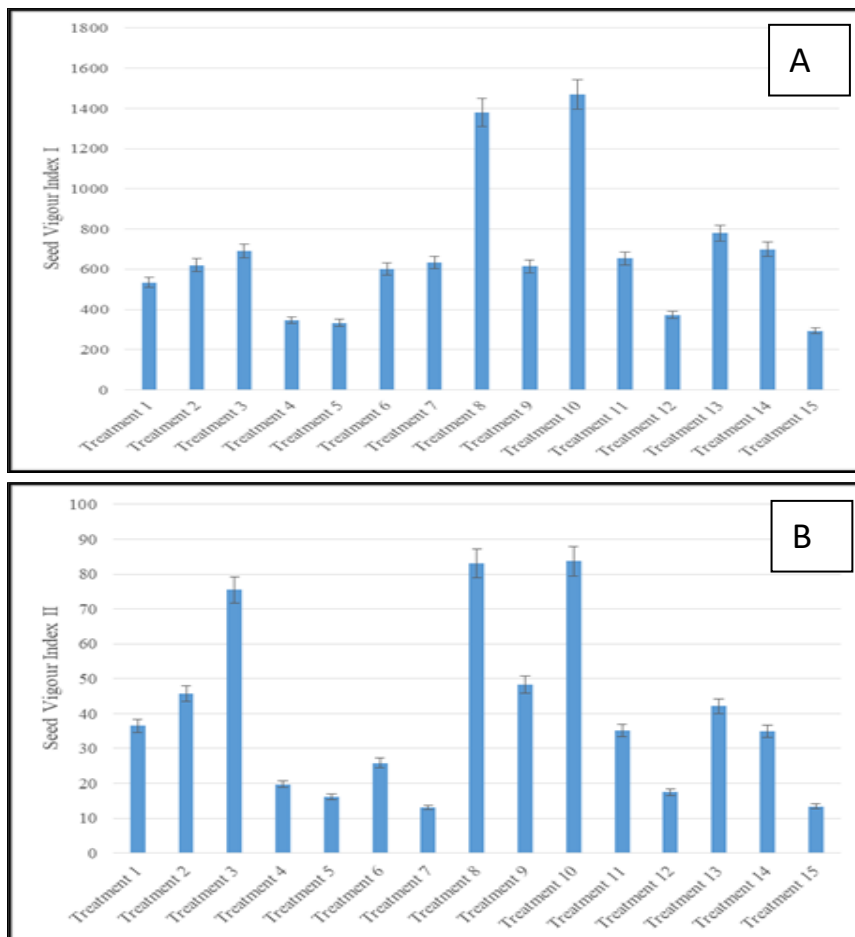 A
1800
1600
1400
1200
1000
800
600
400
200
0
Seed Vigour Index I
Treatment 1
Treatment 2
Treatment 3
Treatment 4
Treatment 5
Treatment 6
Treatment 7
Treatment 8
Treatment 9
Treatment 10
Treatment 11
Treatment 12
Treatment 13
Treatment 14
Treatment 15
B
100
90
80
70
60
50
40
30
20
10
0
Seed Vigour Index II
Treatment 1
Treatment 2
Treatment 3
Treatment 4
Treatment 5
Treatment 6
Treatment 7
Treatment 8
Treatment 9
Treatment 10
Treatment 11
Treatment 12
Treatment 13
Treatment 14
Treatment 15